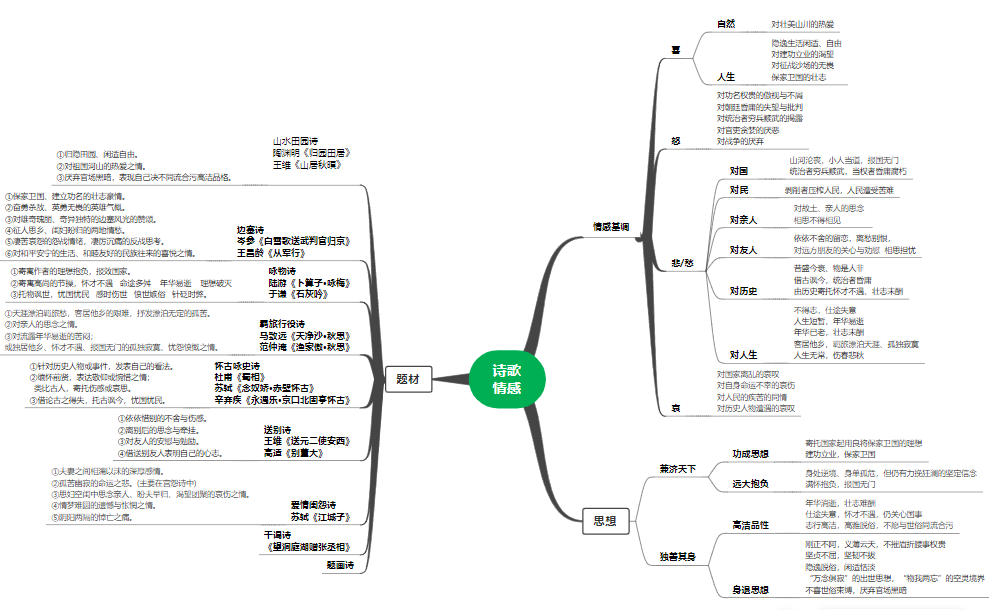 诗歌
情感
情感基调
喜
自然
对壮美山川的热爱
人生
隐逸生活闲适、自由
对建功立业的渴望
对征战沙场的无畏
保家卫国的壮志
怒
对功名权贵的傲视与不屑
对朝廷昏庸的失望与批判
对统治者穷兵黩武的揭露
对官吏贪婪的厌恶
对战争的厌弃
悲/愁
对国
山河沦丧，小人当道，报国无门
统治者穷兵黩武，当权者昏庸腐朽
对民
剥削者压榨人民，人民遭受苦难
对亲人
对故土、亲人的思念
相思不得相见
对友人
依依不舍的留恋，离愁别恨，
对远方朋友的关心与劝慰 相思担忧
对历史
昔盛今衰、物是人非
借古讽今，统治者昏庸
由历史寄托怀才不遇，壮志未酬
对人生
不得志，仕途失意
人生短暂，年华易逝
年华已老，壮志未酬
客居他乡，羁旅漂泊天涯，孤独寂寞
人生无常，伤春悲秋
哀
对国家离乱的哀叹
对自身命运不幸的哀伤
对人民的疾苦的同情
对历史人物遭遇的哀叹
思想
兼济天下
功成思想
寄托国家起用良将保家卫国的理想
建功立业，保家卫国
远大抱负
身处逆境，身单孤危，但仍有力挽狂澜的坚定信念
满怀抱负，报国无门
独善其身
高洁品性
年华消逝，壮志难酬
仕途失意，怀才不遇，仍关心国事
志行高洁，高雅脱俗，不愿与世俗同流合污
身退思想
刚正不阿，义薄云天，不摧眉折腰事权贵
坚贞不屈，坚韧不拔
隐逸脱俗，闲适恬淡
“万念俱寂”的出世思想，“物我两忘”的空灵境界
不喜世俗束缚，厌弃官场黑暗
题材
山水田园诗
陶渊明《归园田居》
王维《山居秋暝》
①归隐田园、闲适自由。
②对祖国河山的热爱之情。
③厌弃官场黑暗，表现自己决不同流合污高洁品格。
边塞诗
岑参《白雪歌送武判官归京》
王昌龄《从军行》
①保家卫国、建立功名的壮志豪情。
②奋勇杀敌、英勇无畏的英雄气概。
③对雄奇瑰丽、奇异独特的边塞风光的赞颂。
④征人思乡、闺妇盼归的两地情愁。
⑤凄苦哀怨的怨战情绪，凄厉沉痛的反战思考。
⑥对和平安宁的生活、和睦友好的民族往来的喜悦之情。
咏物诗
陆游《卜算子•咏梅》
于谦《石灰吟》
①寄寓作者的理想抱负，报效国家。
②寄寓高尚的节操，怀才不遇 命途多舛 年华易逝 理想破灭
③托物讽世，忧国忧民 感时伤世 愤世嫉俗 针砭时弊。
羁旅行役诗
马致远《天净沙•秋思》
范仲淹《渔家傲•秋思》
①天涯漂泊羁旅愁，客居他乡的艰难，抒发漂泊无定的孤苦。
②对亲人的思念之情。
③对流露年华易逝的苦闷；
或独居他乡、怀才不遇、报国无门的孤独寂寞，忧怨愤慨之情。
怀古咏史诗
杜甫《蜀相》
苏轼《念奴娇•赤壁怀古》
辛弃疾《永遇乐•京口北固亭怀古》
①针对历史人物或事件，发表自己的看法。
②缅怀前贤，表达敬仰或惋惜之情；
类比古人，寄托伤感或哀思。
③借论古之得失，托古讽今，忧国忧民。
送别诗
王维《送元二使安西》
高适《别董大》
①依依惜别的不舍与伤感。
②离别后的思念与牵挂。
③对友人的安慰与勉励。
④借送别友人表明自己的心志。
爱情闺怨诗
苏轼《江城子》
①夫妻之间相濡以沫的深厚感情。
②孤苦幽寂的命运之悲。(主要在宫怨诗中)
③思妇空闺中思念亲人、盼夫早归，渴望团聚的哀伤之情。
④情梦难圆的遗憾与怅惘之情。
⑤阴阳两隔的悼亡之痛。
干谒诗
《望洞庭湖赠张丞相》
题画诗